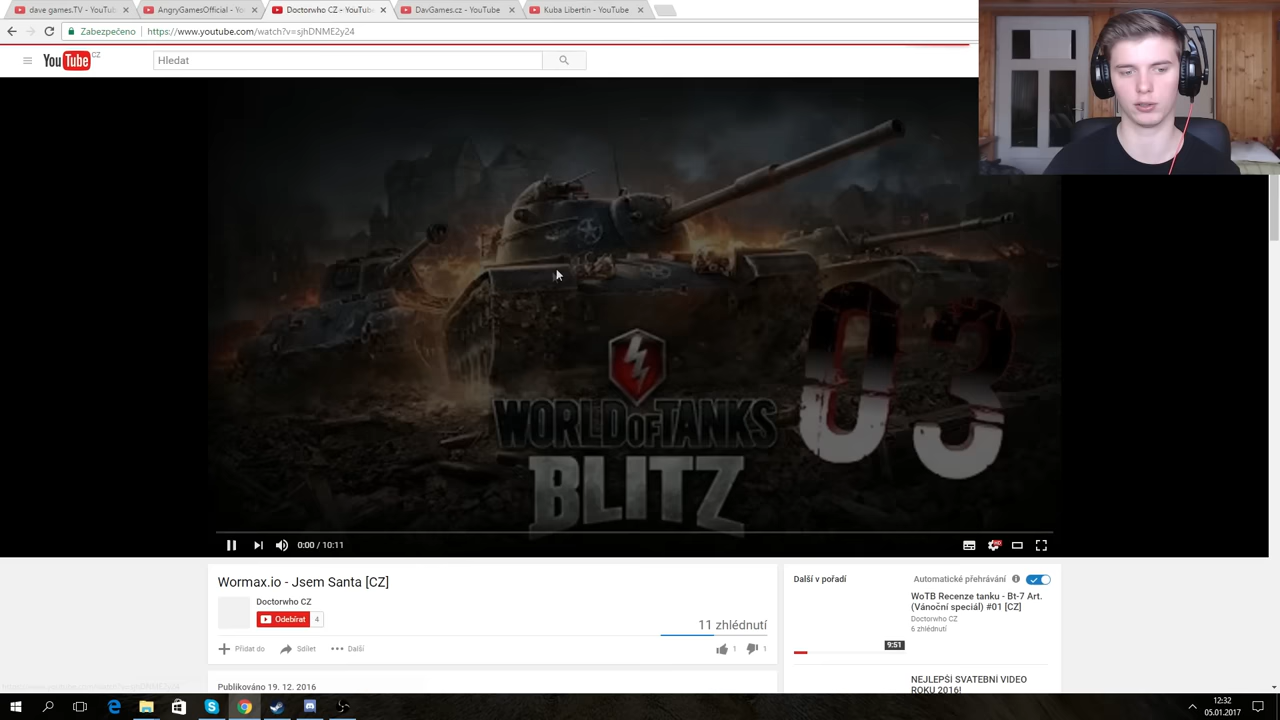 dave games.TV - YouTub
AngryGamesOfficial - Yo
Doctorwho CZ - YouTub
DavGames.cz - YouTube
Kuba Libertin - YouTube
Zabezpečeno
https://www.youtube.com/watch?v=sjhDNME2y24
YouTube CZ
Hledat
03
WORLD OF TANKS
BLITZ
0:00 / 10:11
HD
Wormax.io - Jsem Santa [CZ]
Doctorwho CZ
Odebírat
4
11 zhlédnutí
Přidat do
Sdílet
Další
1
1
Publikováno 19. 12. 2016
Další v pořadí
Automatické přehrávání
WoTB Recenze tanku - Bt-7 Art.
(Vánoční speciál) #01 [CZ]
Doctorwho CZ
6 zhlédnutí
9:51
NEJLEPŠÍ SVATEBNÍ VIDEO
ROKU 2016!
12:32
05.01.2017